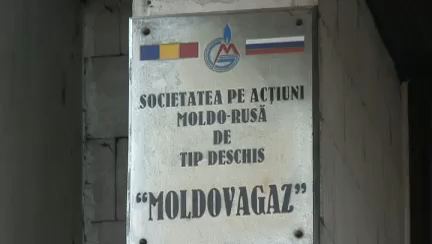 SOCIETATEA PE ACȚIUNI
MOLDO-RUSĂ
DE
TIP DESCHIS
“MOLDOVAGAZ”